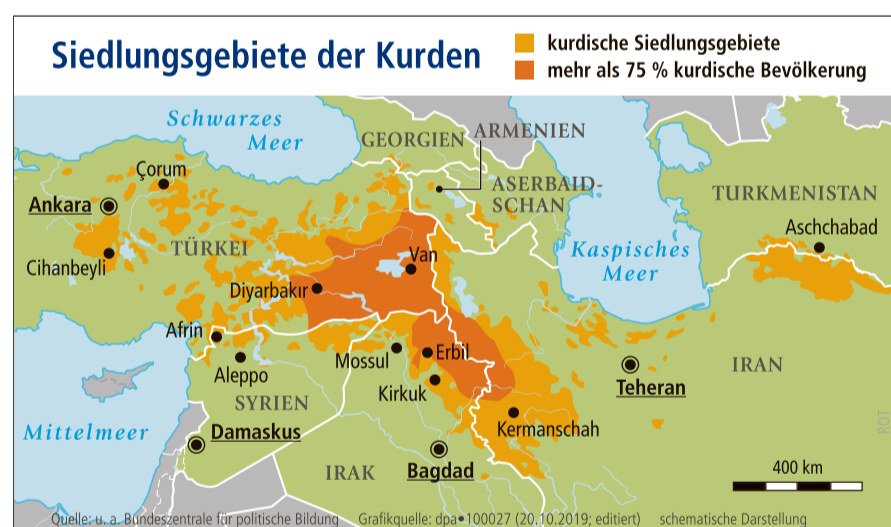 Siedlungsgebiete der Kurden
kurdische Siedlungsgebiete
mehr als 75 % kurdische Bevölkerung
Schwarzes
Meer
GEORGIEN
ARMENIEN
ASERBAID-
SCHAN
TURKMENISTAN
Çorum
Ankara
Cihanbeyli
TÜRKEI
Van
Diyarbakır
Kaspisches
Meer
Aschchabad
Afrin
Aleppo
Mossul
Erbil
Kirkuk
Teheran
IRAN
SYRIEN
Mittelmeer
Damaskus
Kermanschah
IRAK
Bagdad
400 km
ROT
Quelle: u. a. Bundeszentrale für politische Bildung Grafikquelle: dpa•100027 (20.10.2019; editiert) schematische Darstellung